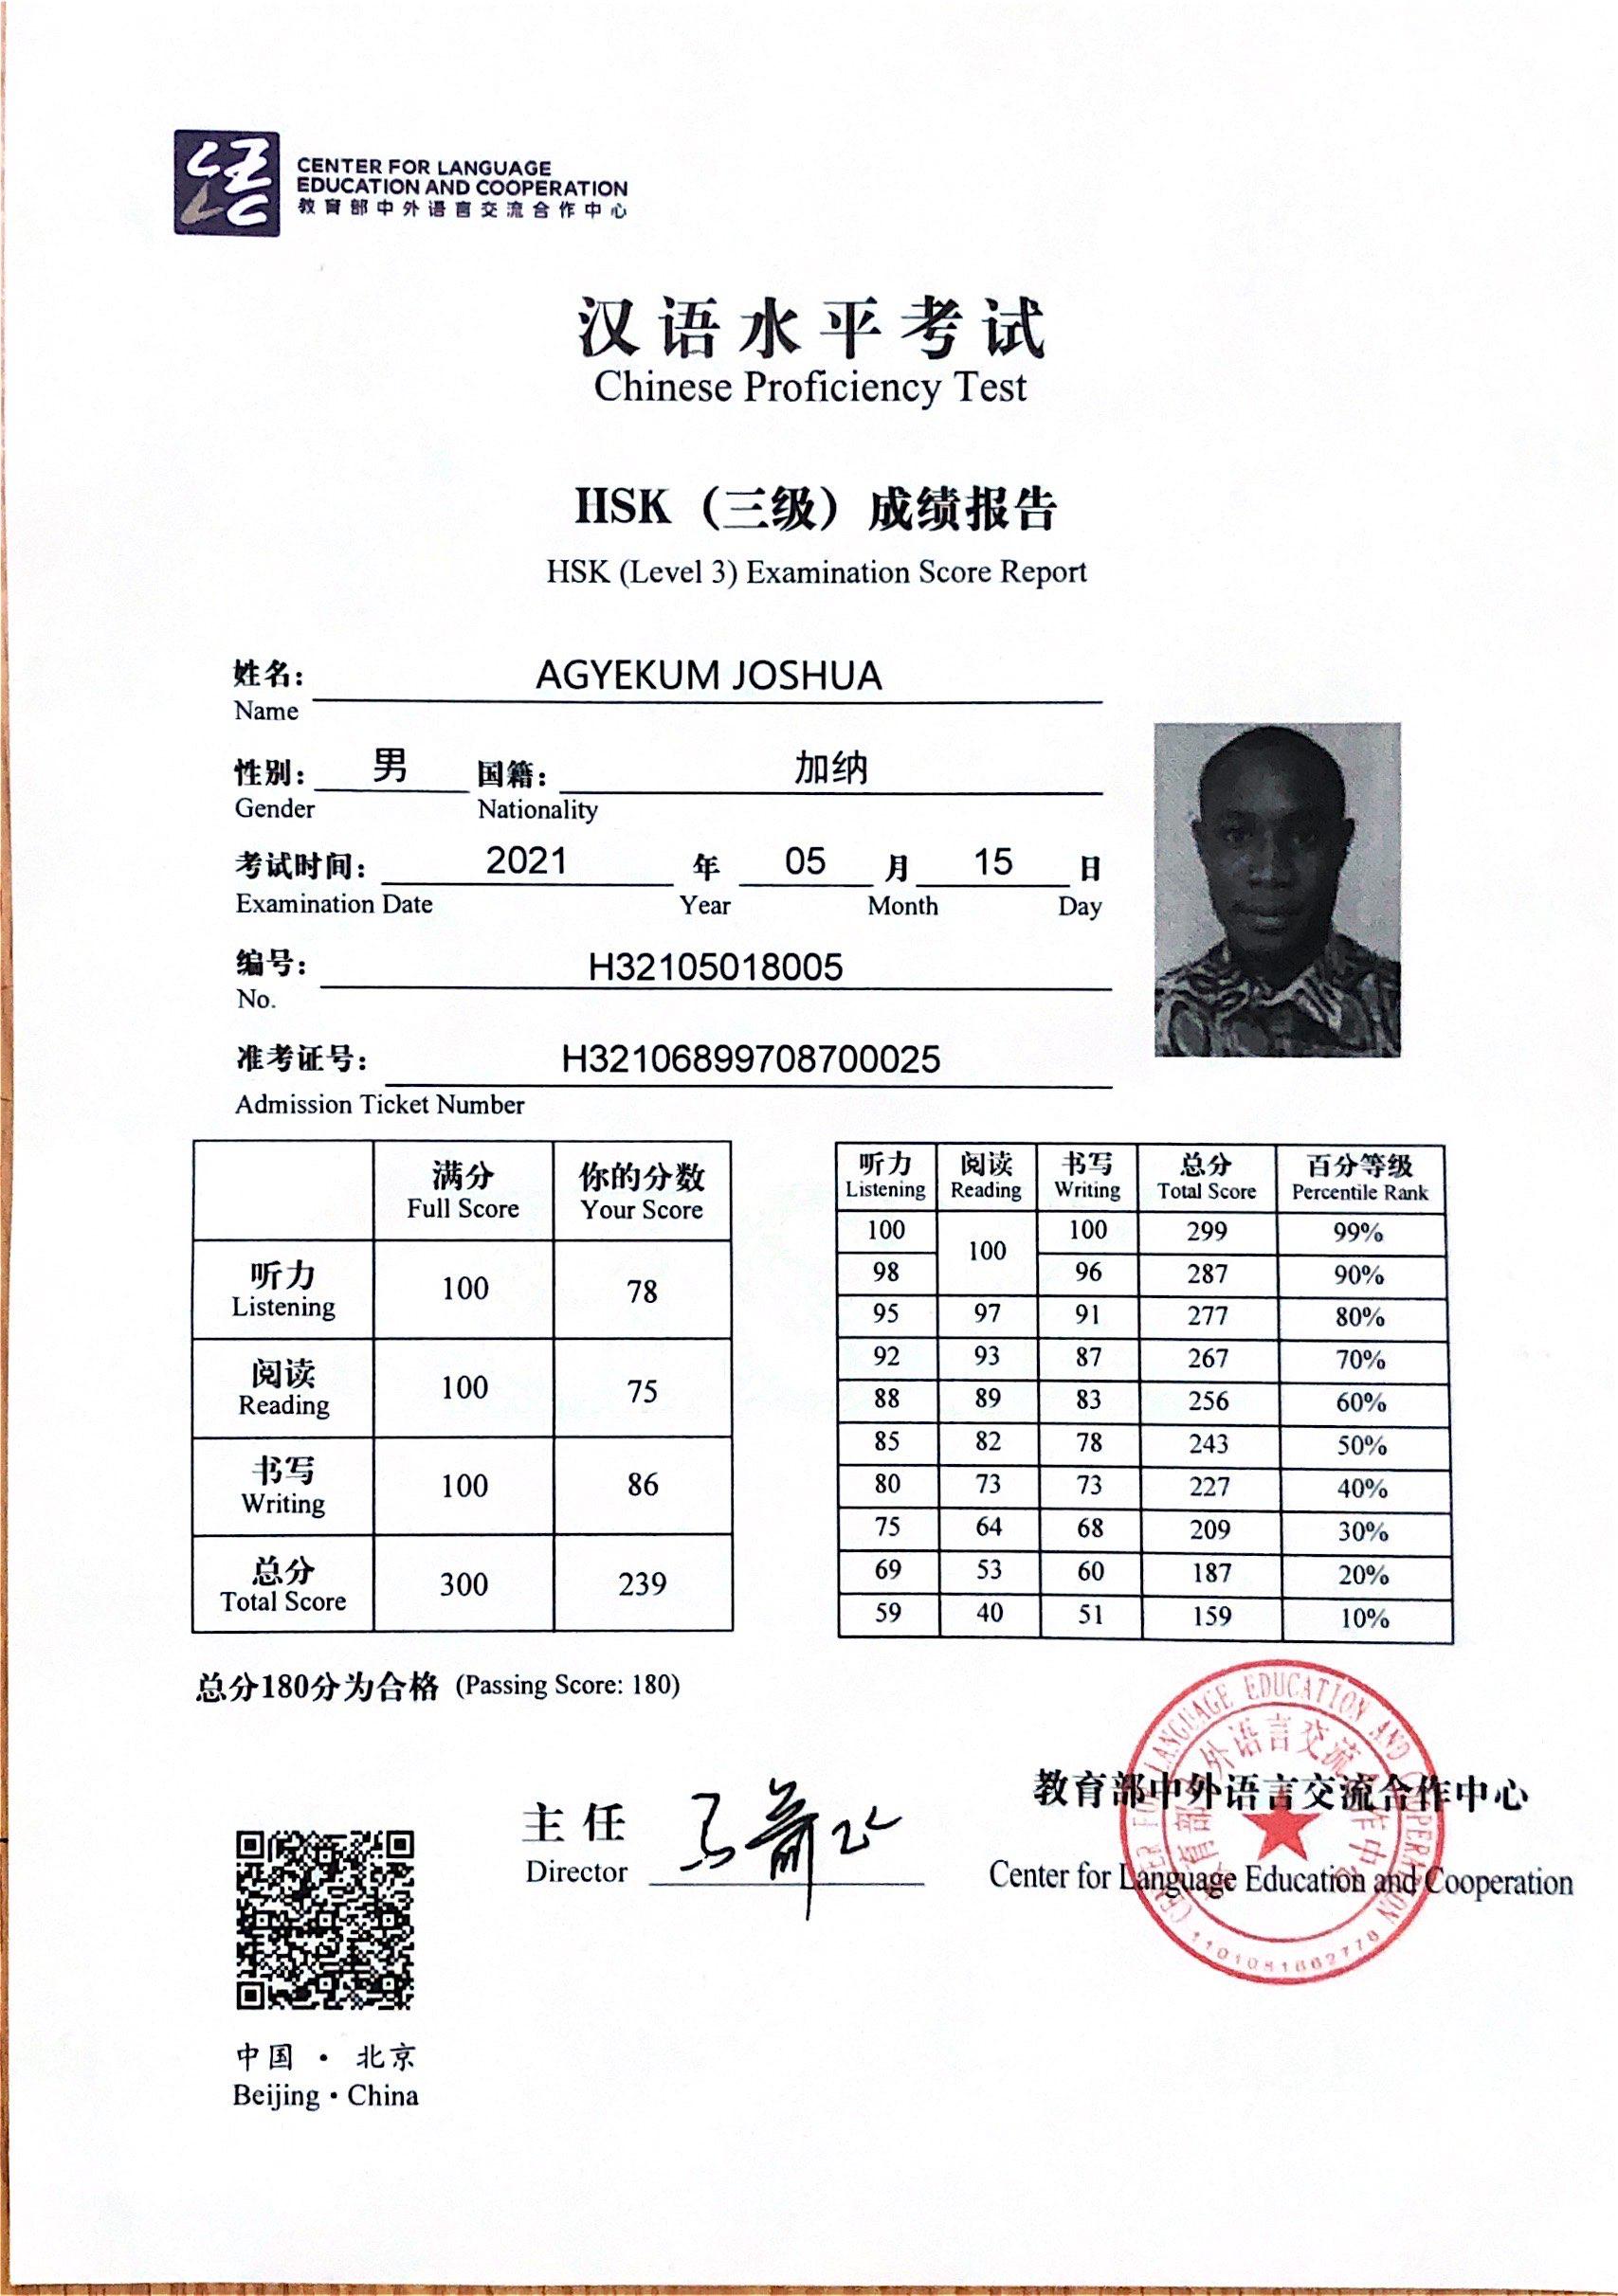 CENTER FOR LANGUAGE
EDUCATION AND COOPERATION
教育部中外语言交流合作中心
汉语水平考试
Chinese Proficiency Test
HSK（三级）成绩报告
HSK (Level 3) Examination Score Report
姓名： AGYEKUM JOSHUA
Name
性别： 男 国籍： 加纳
Gender Nationality
考试时间： 2021 年 05 月 15 日
Examination Date Year Month Day
编号： H32105018005
No.
准考证号： H32106899708700025
Admission Ticket Number
满分 你的分数
Full Score Your Score
听力
Listening 100 78
阅读
Reading 100 75
书写
Writing 100 86
总分
Total Score 300 239
听力 阅读 书写 总分 百分等级
Listening Reading Writing Total Score Percentile Rank
100 100 100 299 99%
98 96 287 90%
95 97 91 277 80%
92 93 87 267 70%
88 89 83 256 60%
85 82 78 243 50%
80 73 73 227 40%
75 64 68 209 30%
69 53 60 187 20%
59 40 51 159 10%
总分180分为合格 (Passing Score: 180)
主任
Director
教育部中外语言交流合作中心
Center for Language Education and Cooperation
CENTER FOR LANGUAGE EDUCATION AND COOPERATION
教育部中外语言交流合作中心
中国 · 北京
Beijing · China